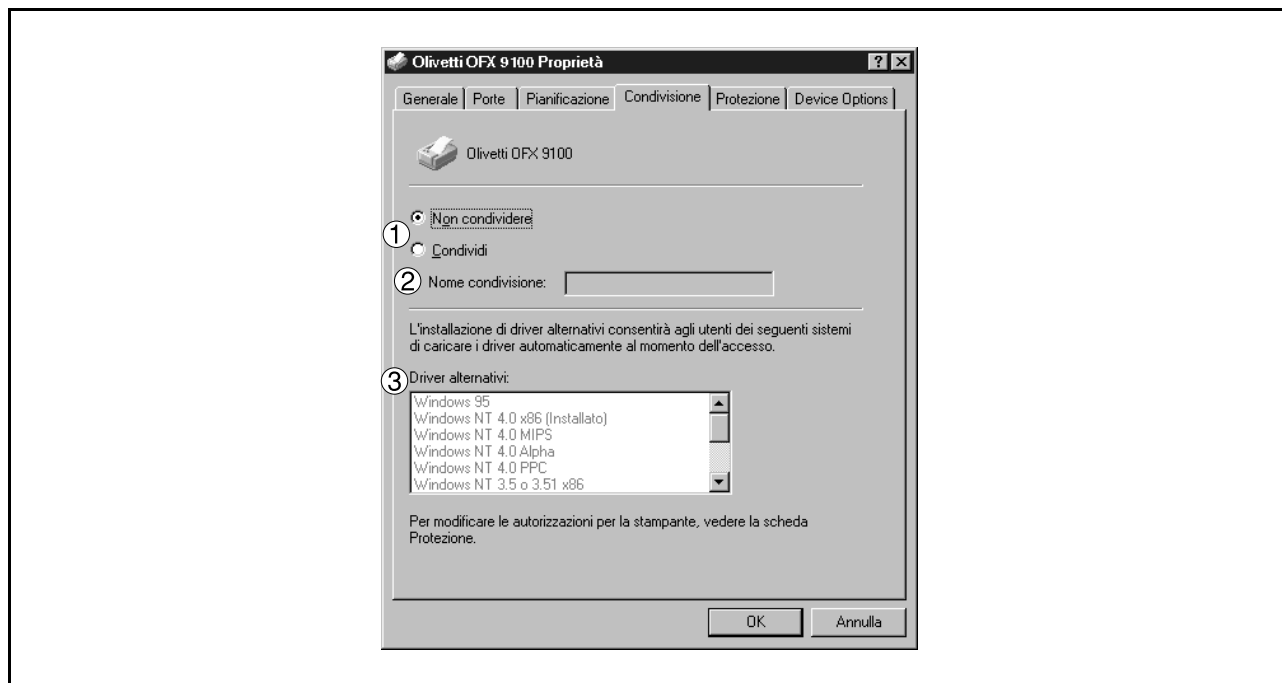 Olivetti OFX 9100 Proprietà
Generale Porte Pianificazione Condivisione Protezione Device Options
Olivetti OFX 9100
Non condividere
1
Condividi
2 Nome condivisione:
L'installazione di driver alternativi consentirà agli utenti dei seguenti sistemi
di caricare i driver automaticamente al momento dell'accesso.
3 Driver alternativi:
Windows 95
Windows NT 4.0 x86 (Installato)
Windows NT 4.0 MIPS
Windows NT 4.0 Alpha
Windows NT 4.0 PPC
Windows NT 3.5 o 3.51 x86
Per modificare le autorizzazioni per la stampante, vedere la scheda
Protezione.
OK Annulla